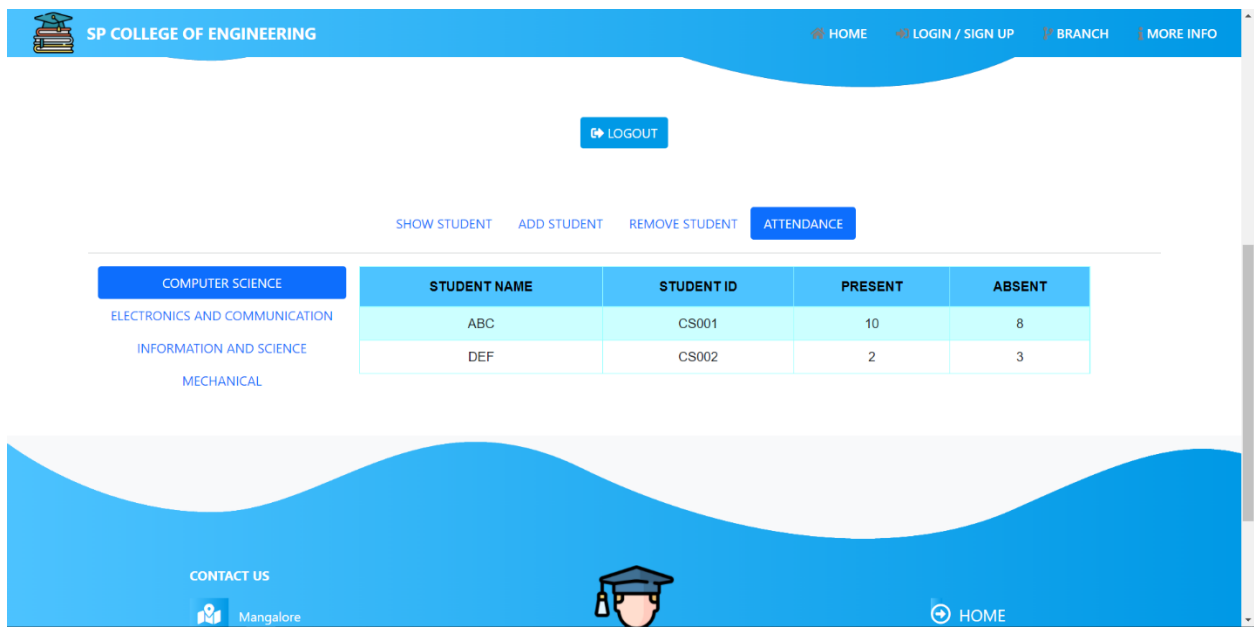 SP COLLEGE OF ENGINEERING HOME LOGIN / SIGN UP BRANCH MORE INFO
LOGOUT
SHOW STUDENT ADD STUDENT REMOVE STUDENT ATTENDANCE
COMPUTER SCIENCE
ELECTRONICS AND COMMUNICATION
INFORMATION AND SCIENCE
MECHANICAL
STUDENT NAME STUDENT ID PRESENT ABSENT
ABC CS001 10 8
DEF CS002 2 3
CONTACT US
Mangalore
HOME